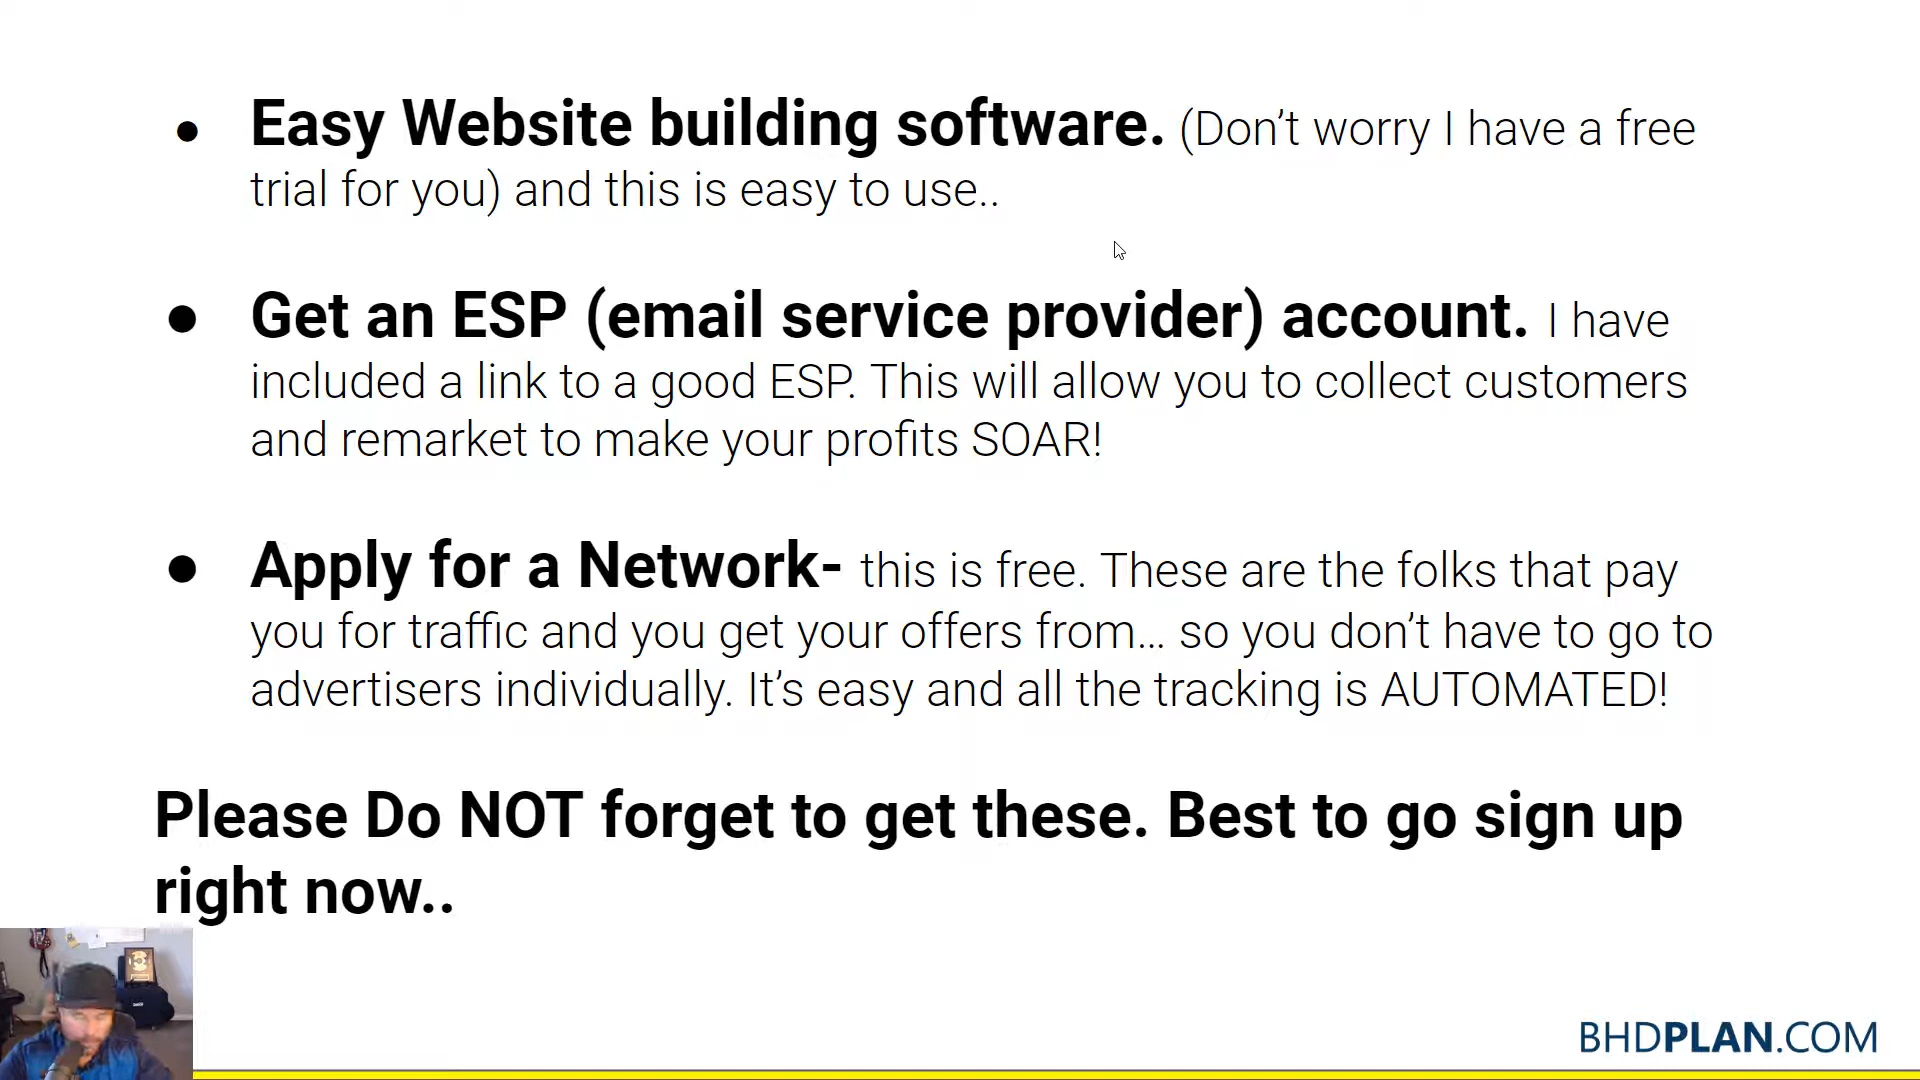 ● Easy Website building software. (Don’t worry I have a free
trial for you) and this is easy to use..
● Get an ESP (email service provider) account. I have
included a link to a good ESP. This will allow you to collect customers
and remarket to make your profits SOAR!
● Apply for a Network- this is free. These are the folks that pay
you for traffic and you get your offers from... so you don’t have to go to
advertisers individually. It’s easy and all the tracking is AUTOMATED!
Please Do NOT forget to get these. Best to go sign up
right now..
BHDPLAN.COM